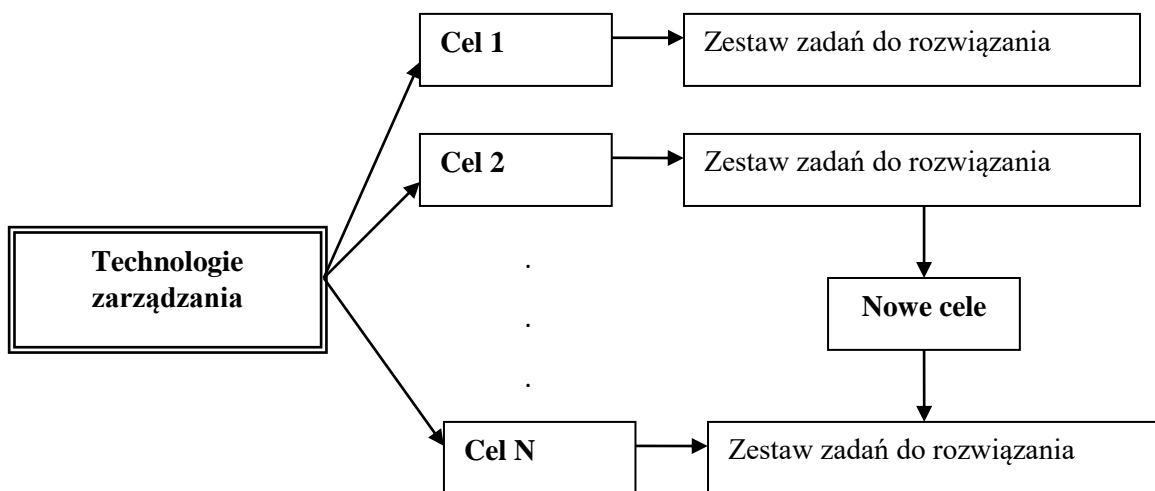 Cel 1
Zestaw zadań do rozwiązania
Cel 2
Zestaw zadań do rozwiązania
Technologie
zarządzania
.
.
.
Nowe cele
Cel N
Zestaw zadań do rozwiązania